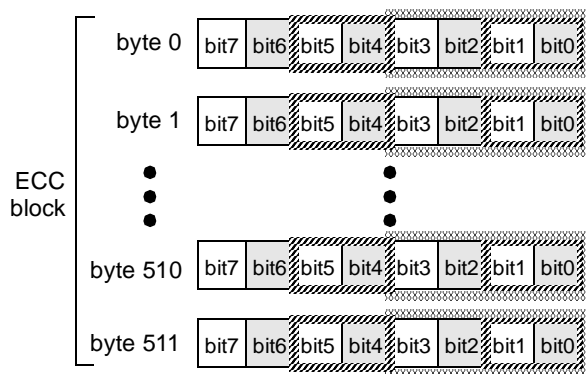 byte 0 bit7 bit6 bit5 bit4 bit3 bit2 bit1 bit0
byte 1 bit7 bit6 bit5 bit4 bit3 bit2 bit1 bit0
ECC
block
byte 510 bit7 bit6 bit5 bit4 bit3 bit2 bit1 bit0
byte 511 bit7 bit6 bit5 bit4 bit3 bit2 bit1 bit0